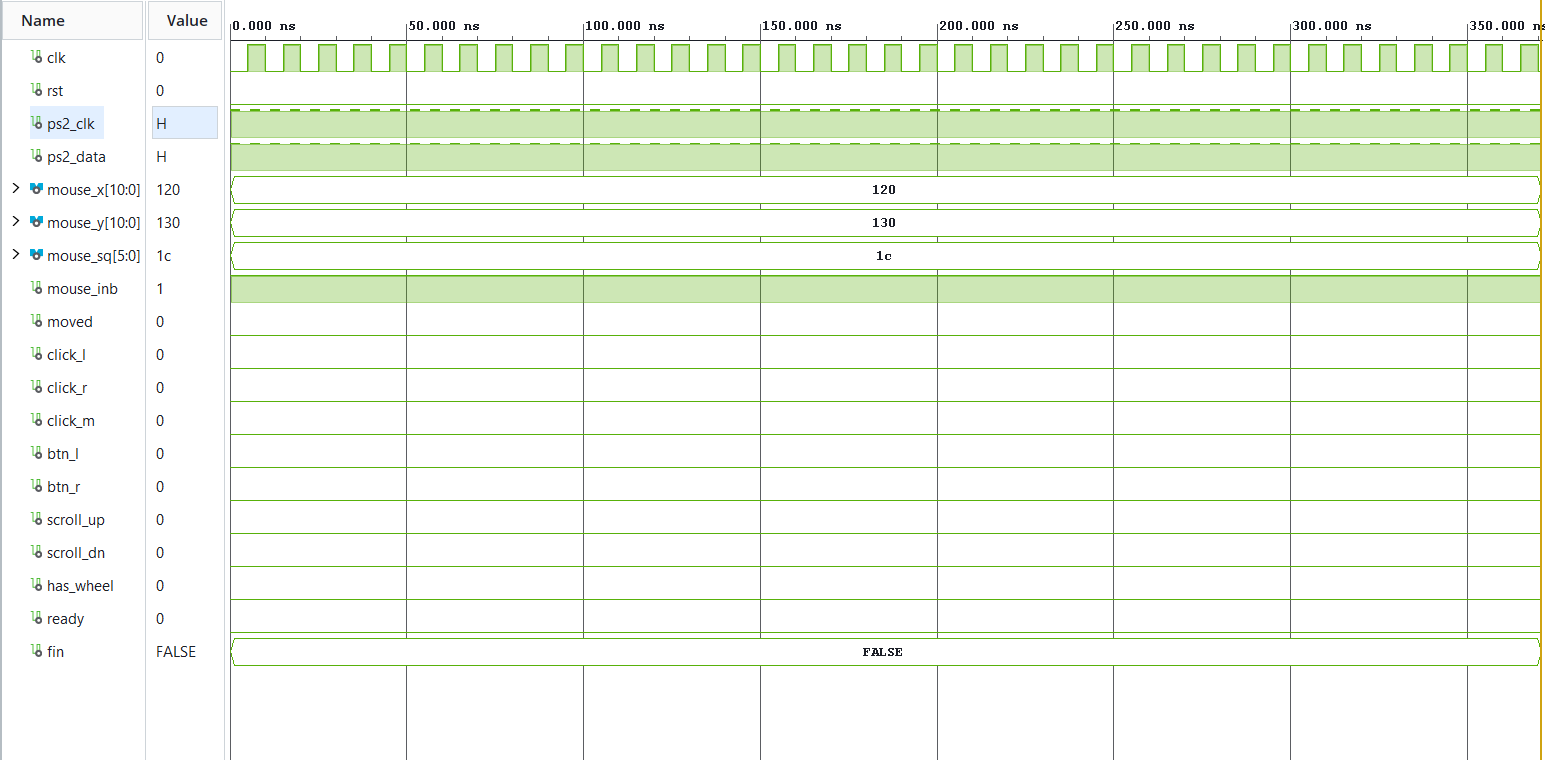 Name Value 0.000 ns 50.000 ns 100.000 ns 150.000 ns 200.000 ns 250.000 ns 300.000 ns 350.000 ns
clk 0
rst 0
ps2_clk H
ps2_data H
mouse_x[10:0] 120 120
mouse_y[10:0] 130 130
mouse_sq[5:0] 1c 1c
mouse_inb 1
moved 0
click_l 0
click_r 0
click_m 0
btn_l 0
btn_r 0
scroll_up 0
scroll_dn 0
has_wheel 0
ready 0
fin FALSE FALSE